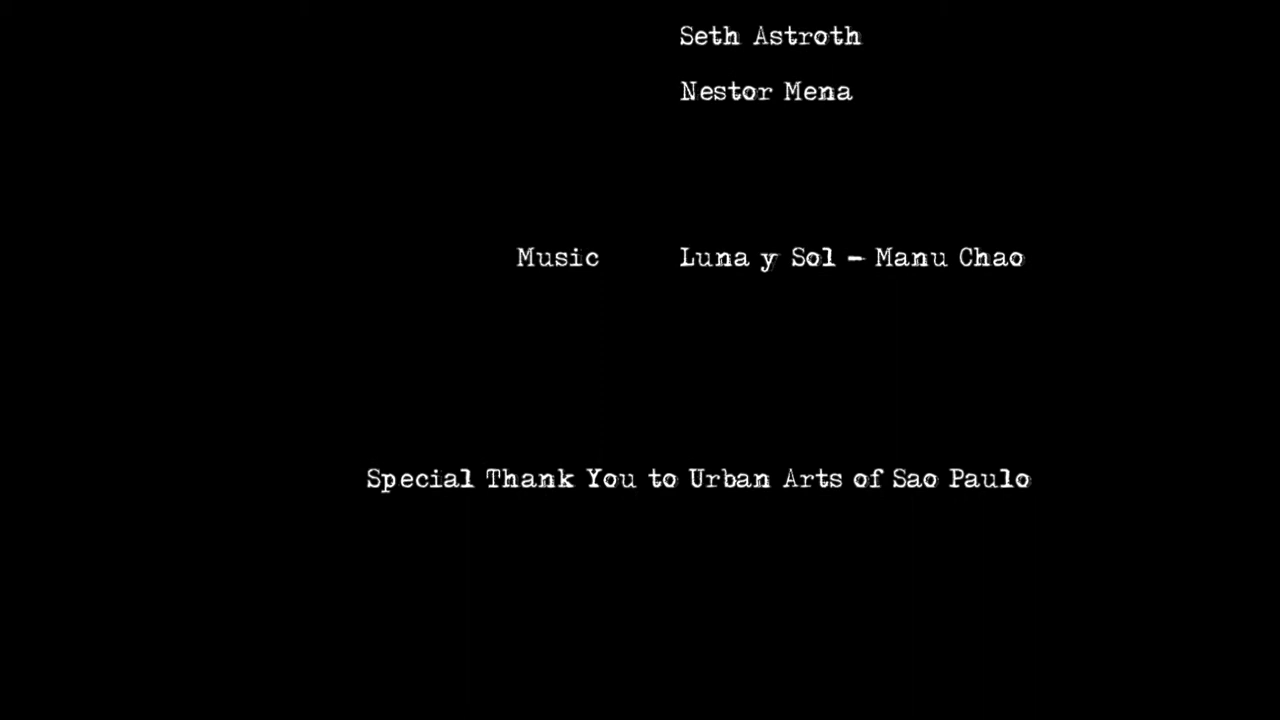 Seth Astroth
Nestor Mena
Music Luna y Sol - Manu Chao
Special Thank You to Urban Arts of Sao Paulo